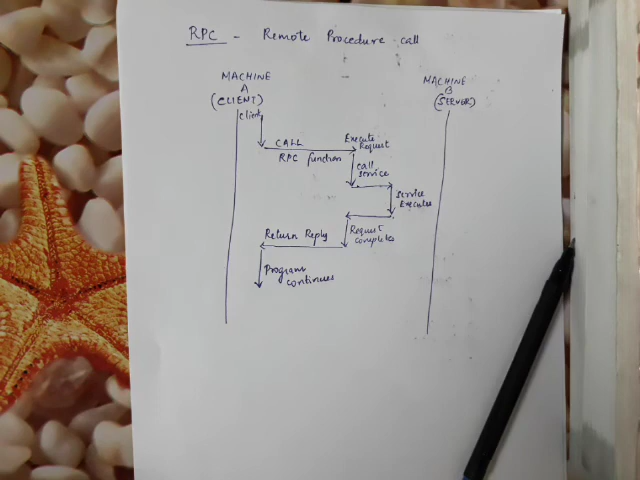 RPC - Remote Procedure call
MACHINE
A
(CLIENT)
MACHINE
B
(SERVER)
client
CALL
RPC function
Execute
Request
call
service
service
Executes
Request
completes
Return Reply
Program
continues